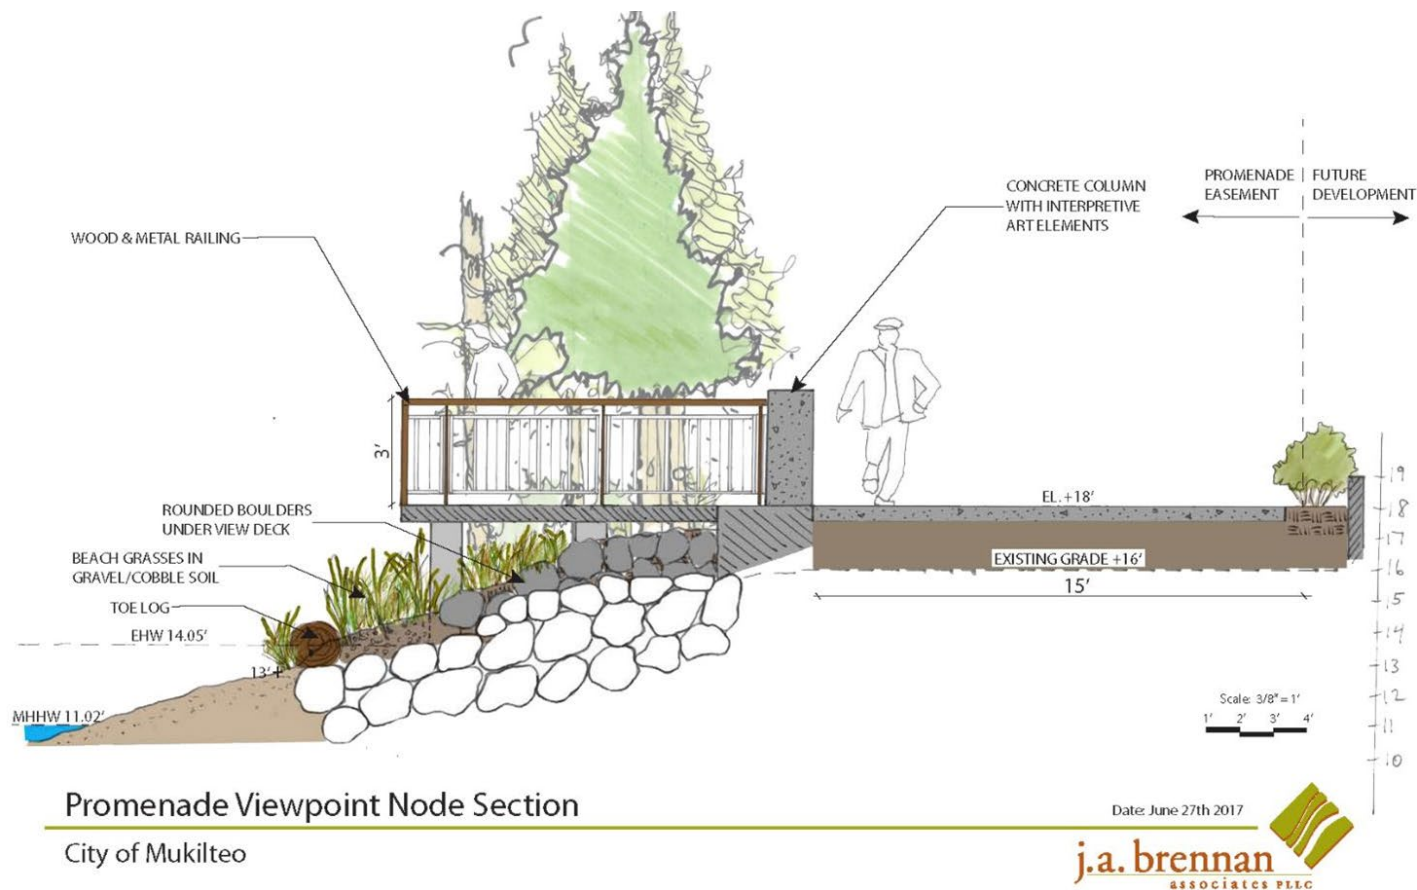 PROMENADE EASEMENT
FUTURE DEVELOPMENT
CONCRETE COLUMN
WITH INTERPRETIVE
ART ELEMENTS
WOOD & METAL RAILING
3'
ROUNDED BOULDERS
UNDER VIEW DECK
BEACH GRASSES IN
GRAVEL/COBBLE SOIL
TOE LOG
EHW 14.05'
13'+
MHHW 11.02'
EL. +18'
EXISTING GRADE +16'
15'
19
18
17
16
15
14
13
12
11
10
Scale: 3/8" = 1'
1' 2' 3' 4'
Promenade Viewpoint Node Section
Date: June 27th 2017
City of Mukilteo
j.a. brennan
associates PLLC